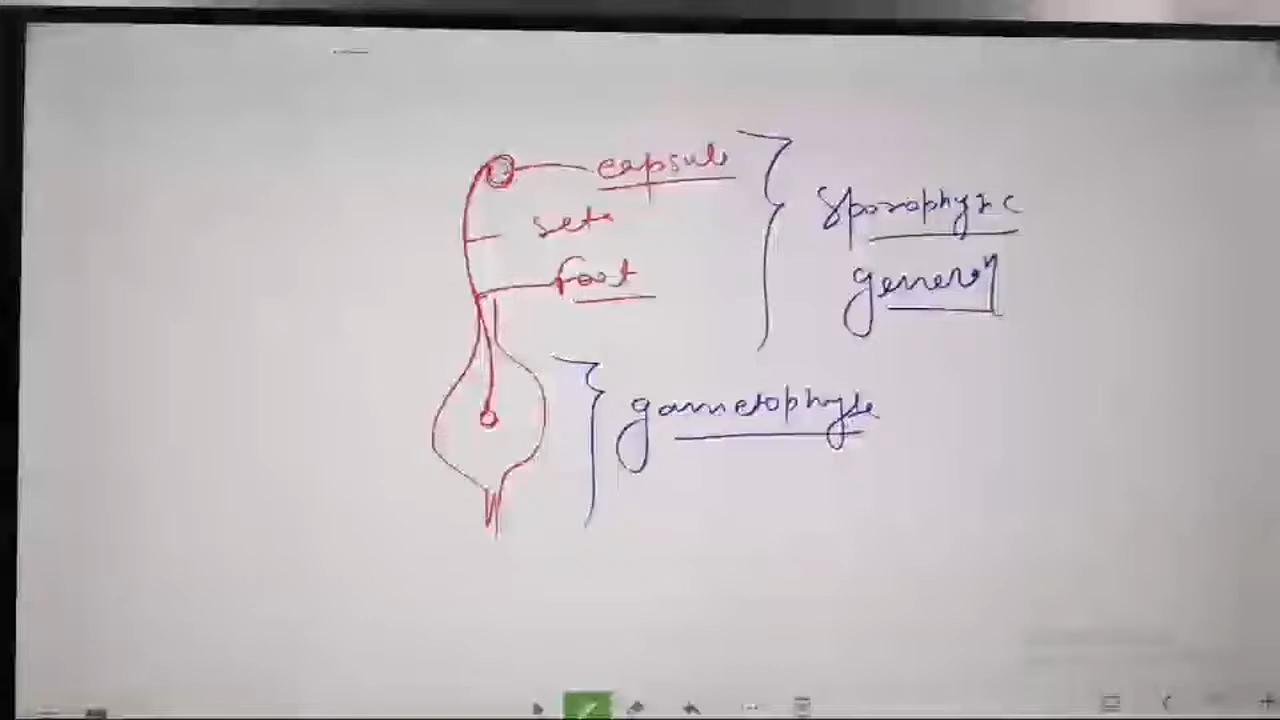 capsule
seta
foot
Sporophytic
generation
gametophyte